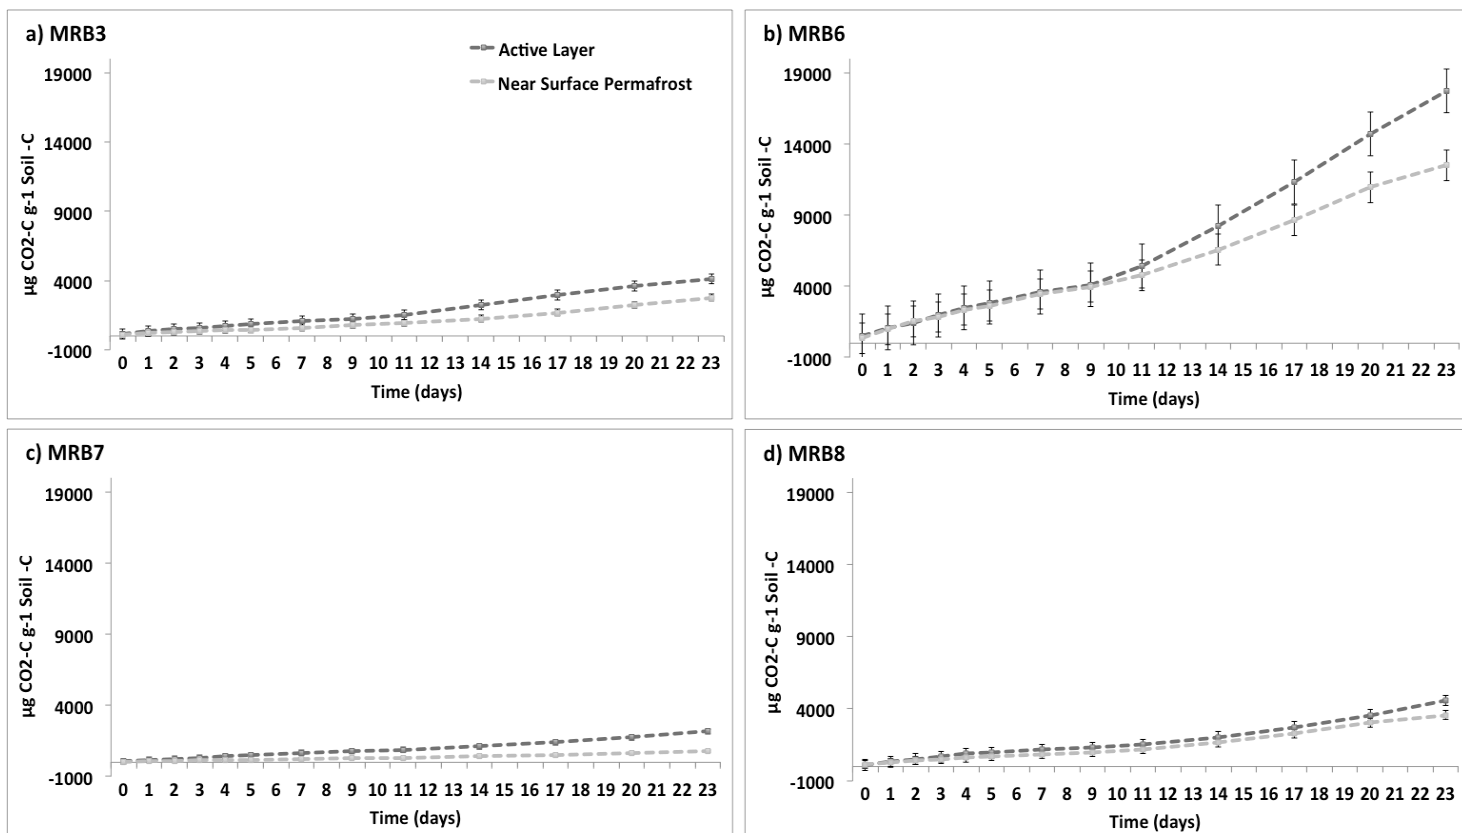 a) MRB3
Active Layer
Near Surface Permafrost
19000
14000
9000
4000
-1000
µg CO2-C g-1 Soil -C
0 1 2 3 4 5 6 7 8 9 10 11 12 13 14 15 16 17 18 19 20 21 22 23
Time (days)
b) MRB6
19000
14000
9000
4000
-1000
µg CO2-C g-1 Soil -C
0 1 2 3 4 5 6 7 8 9 10 11 12 13 14 15 16 17 18 19 20 21 22 23
Time (days)
c) MRB7
19000
14000
9000
4000
-1000
µg CO2-C g-1 Soil -C
0 1 2 3 4 5 6 7 8 9 10 11 12 13 14 15 16 17 18 19 20 21 22 23
Time (days)
d) MRB8
19000
14000
9000
4000
-1000
µg CO2-C g-1 Soil -C
0 1 2 3 4 5 6 7 8 9 10 11 12 13 14 15 16 17 18 19 20 21 22 23
Time (days)